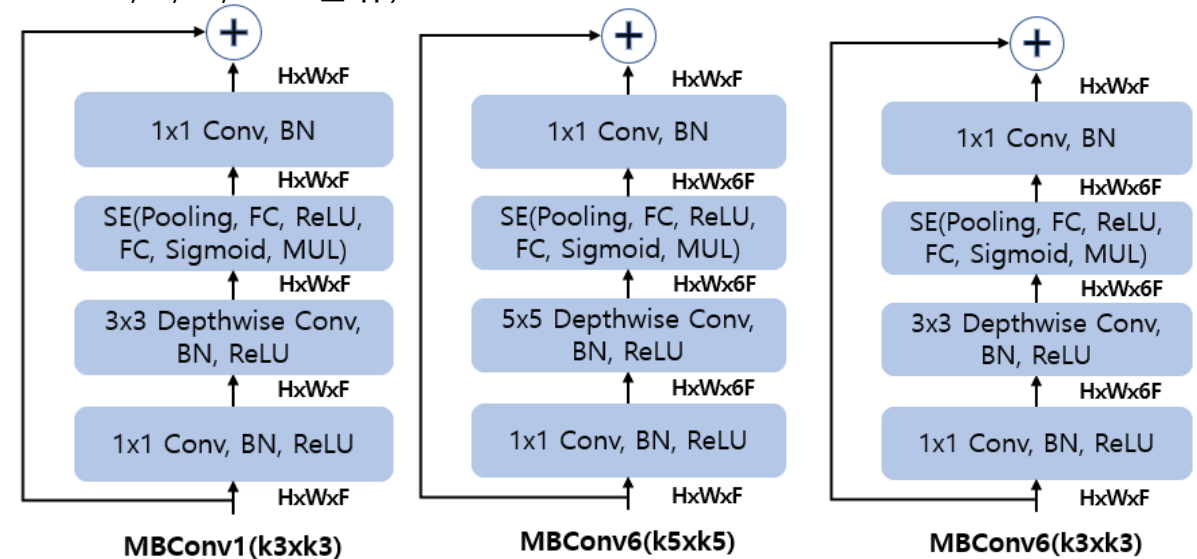 HxWxF
1x1 Conv, BN
HxWxF
SE(Pooling, FC, ReLU,
FC, Sigmoid, MUL)
HxWxF
3x3 Depthwise Conv,
BN, ReLU
HxWxF
1x1 Conv, BN, ReLU
HxWxF
MBConv1(k3xk3)
HxWxF
1x1 Conv, BN
HxWx6F
SE(Pooling, FC, ReLU,
FC, Sigmoid, MUL)
HxWx6F
5x5 Depthwise Conv,
BN, ReLU
HxWx6F
1x1 Conv, BN, ReLU
HxWxF
MBConv6(k5xk5)
HxWxF
1x1 Conv, BN
HxWx6F
SE(Pooling, FC, ReLU,
FC, Sigmoid, MUL)
HxWx6F
3x3 Depthwise Conv,
BN, ReLU
HxWx6F
1x1 Conv, BN, ReLU
HxWxF
MBConv6(k3xk3)